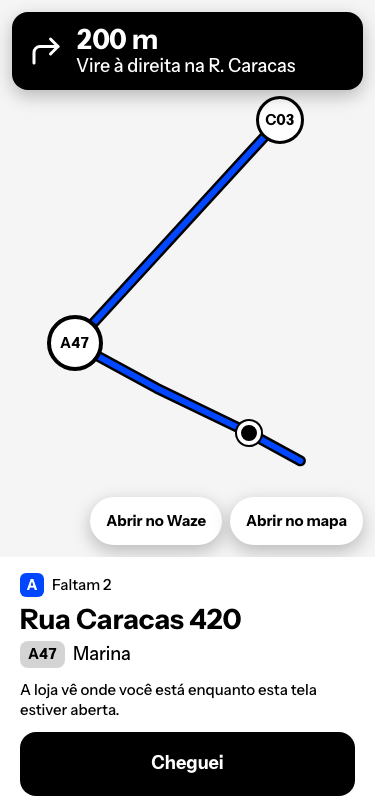 200 m
Vire à direita na R. Caracas
C03
A47
Abrir no Waze
Abrir no mapa
A Faltam 2
Rua Caracas 420
A47 Marina
A loja vê onde você está enquanto esta tela
estiver aberta.
Cheguei